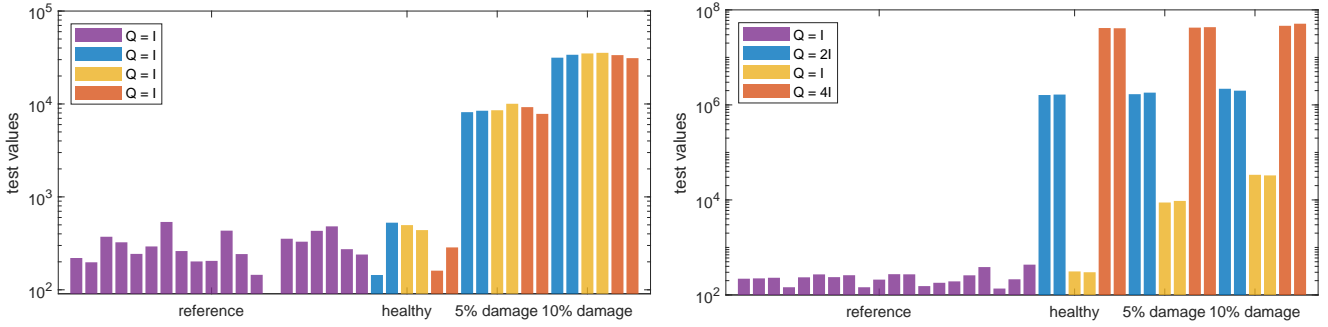 10^5
Q = I
Q = I
Q = I
Q = I
10^4
test values
10^3
10^2
reference
healthy
5% damage
10% damage
10^8
Q = I
Q = 2I
Q = I
Q = 4I
10^6
test values
10^4
10^2
reference
healthy
5% damage
10% damage